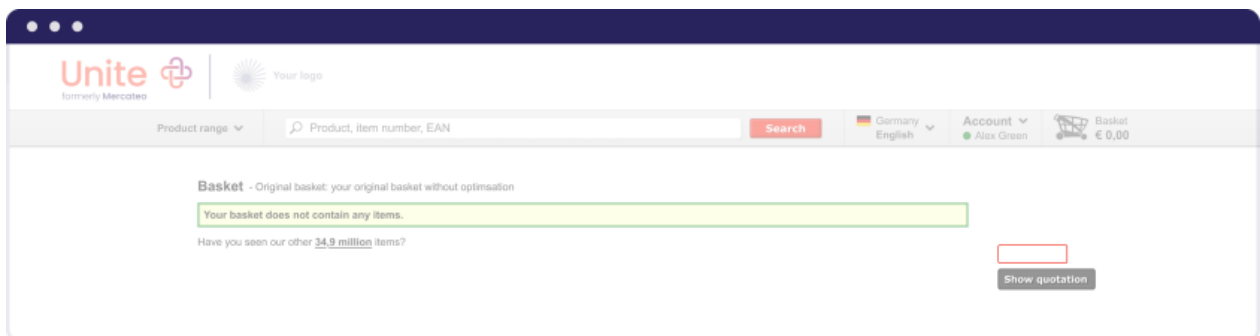 Unite
formerly Mercateo
Your logo
Product range
Product, item number, EAN
Search
Germany
English
Account
Alex Green
Basket
€ 0,00
Basket - Original basket: your original basket without optimsation
Your basket does not contain any items.
Have you seen our other 34,9 million items?
Show quotation